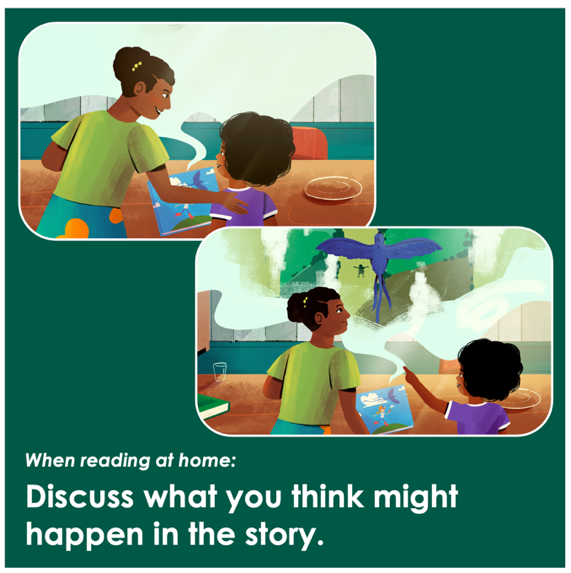 When reading at home:
Discuss what you think might
happen in the story.